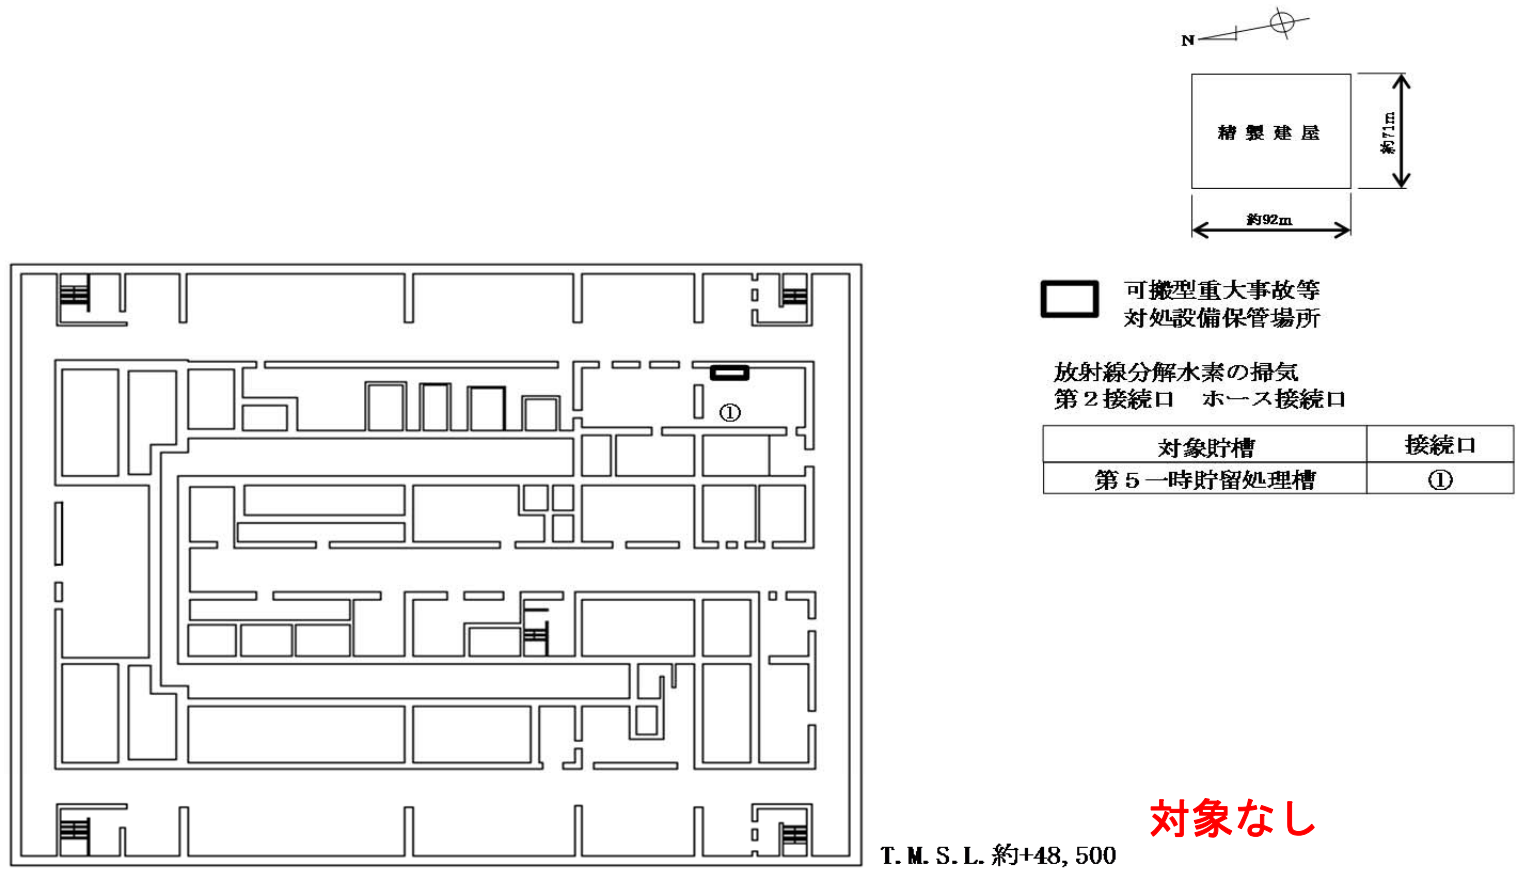 N
精製建屋
約71m
約92m
可搬型重大事故等
対処設備保管場所
放射線分解水素の掃気
第２接続口　ホース接続口
対象貯槽 接続口
第５一時貯留処理槽 ①
①
対象なし
T.M.S.L.約+48,500